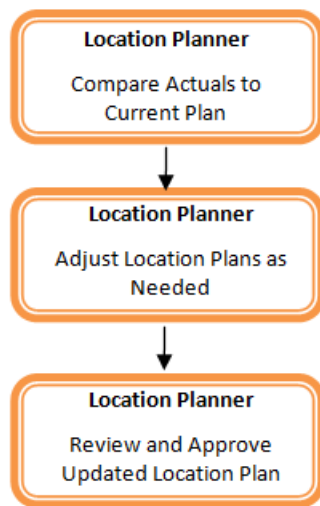 Location Planner
Compare Actuals to
Current Plan
Location Planner
Adjust Location Plans as
Needed
Location Planner
Review and Approve
Updated Location Plan